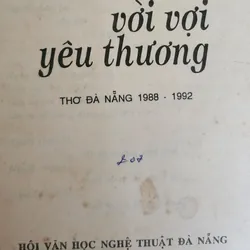 vời vợi
yêu thương
THƠ ĐÀ NẴNG 1988 - 1992
HỘI VĂN HỌC NGHỆ THUẬT ĐÀ NẴNG